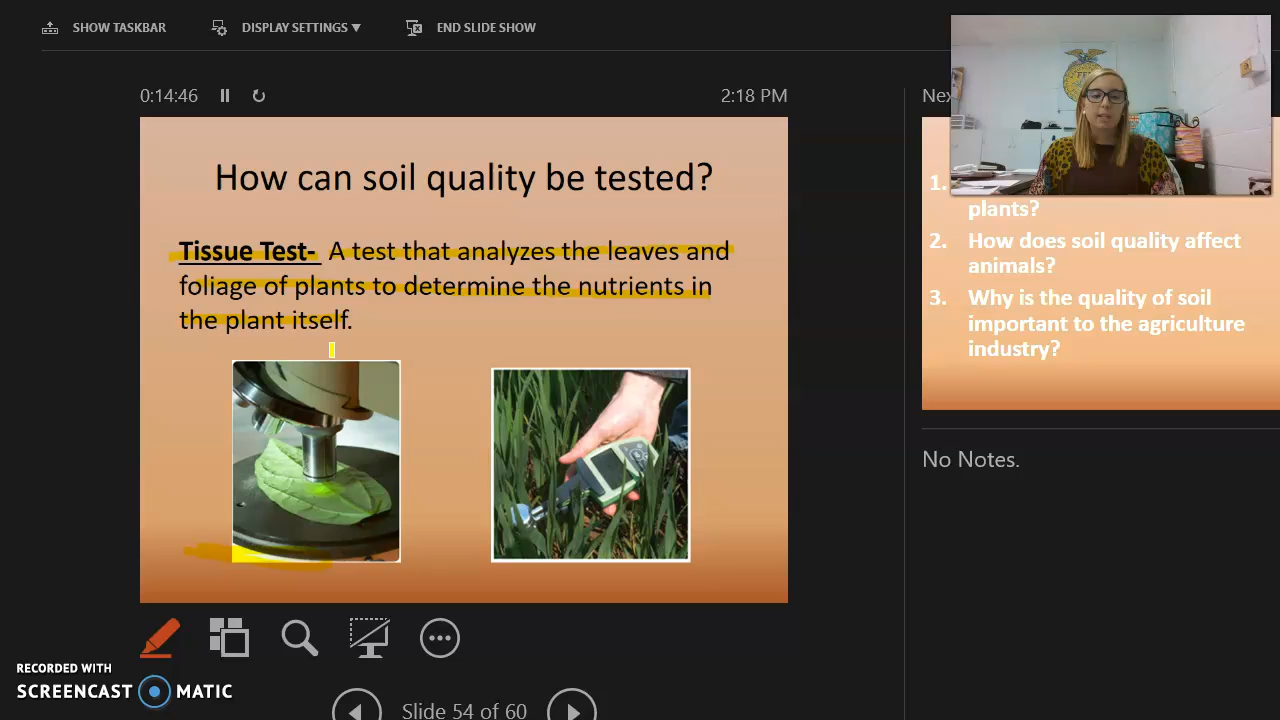 SHOW TASKBAR
DISPLAY SETTINGS ▼
END SLIDE SHOW
0:14:46
2:18 PM
How can soil quality be tested?
Tissue Test- A test that analyzes the leaves and
foliage of plants to determine the nutrients in
the plant itself.
1.
plants?
2. How does soil quality affect
animals?
3. Why is the quality of soil
important to the agriculture
industry?
No Notes.
RECORDED WITH
SCREENCAST MATIC
Slide 54 of 60